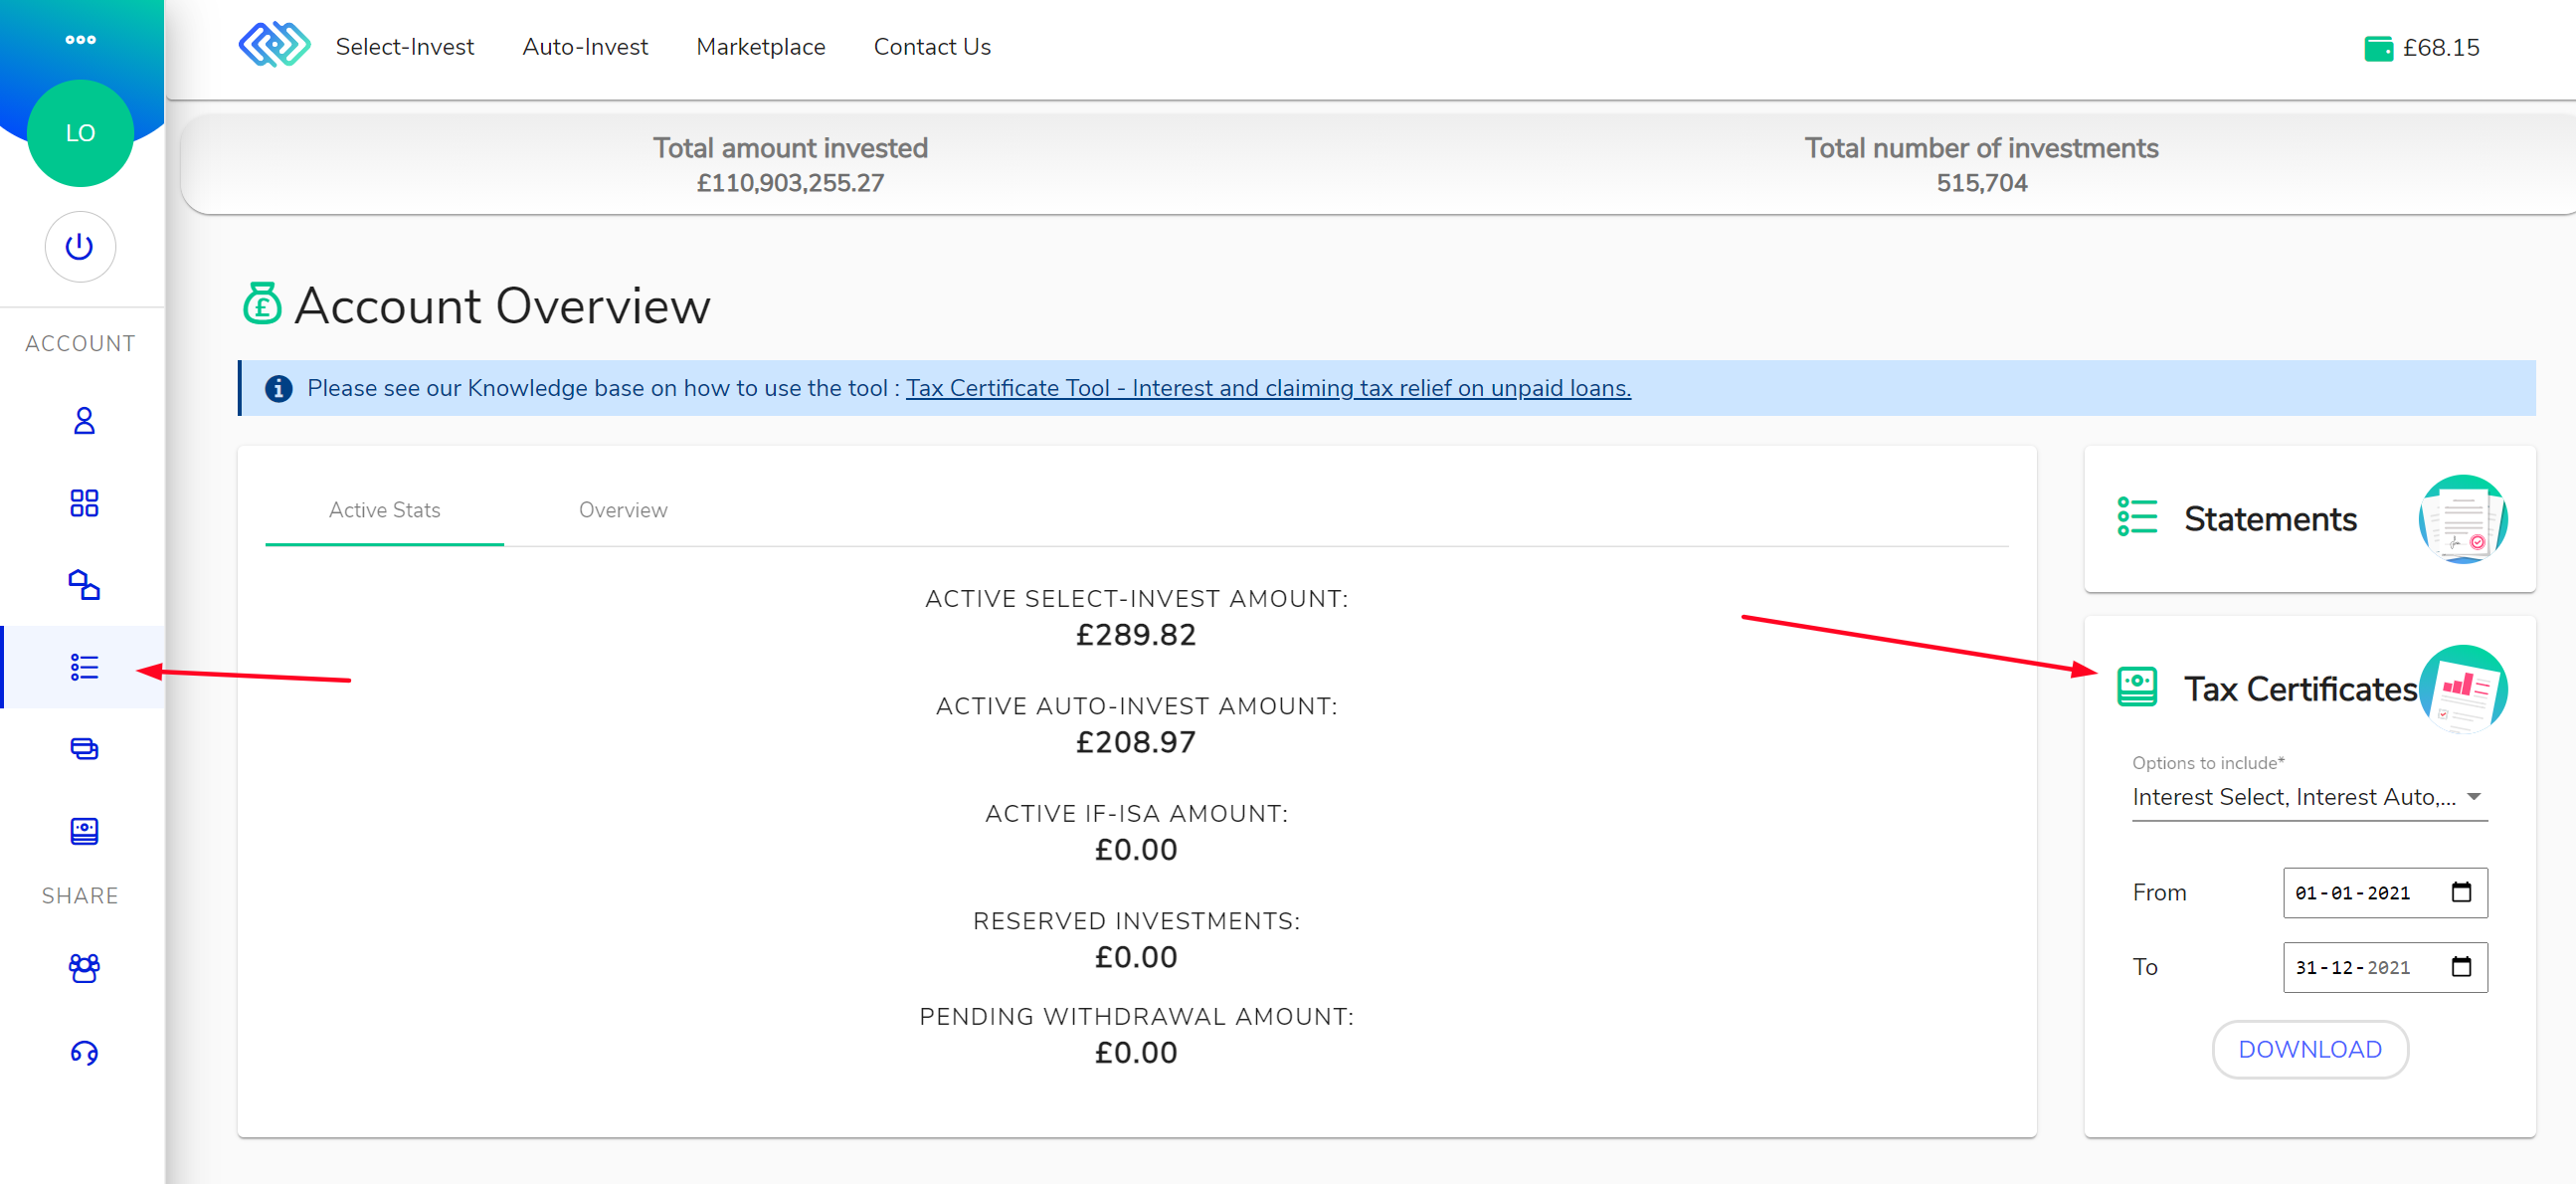 Select-Invest
Auto-Invest
Marketplace
Contact Us
£68.15
LO
Total amount invested
£110,903,255.27
Total number of investments
515,704
Account Overview
ACCOUNT
Please see our Knowledge base on how to use the tool : Tax Certificate Tool - Interest and claiming tax relief on unpaid loans.
Active Stats
Overview
ACTIVE SELECT-INVEST AMOUNT:
£289.82
ACTIVE AUTO-INVEST AMOUNT:
£208.97
ACTIVE IF-ISA AMOUNT:
£0.00
RESERVED INVESTMENTS:
£0.00
PENDING WITHDRAWAL AMOUNT:
£0.00
Statements
Tax Certificates
Options to include*
Interest Select, Interest Auto,...
From
01-01-2021
To
31-12-2021
DOWNLOAD
SHARE